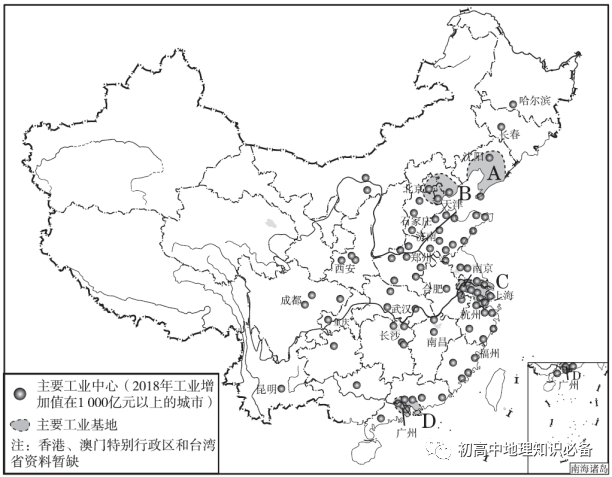 哈尔滨
长春
沈阳
A
北京
B
天津
石家庄
济南
郑州
西安
南京
C
合肥
上海
成都
武汉
杭州
重庆
长沙
南昌
福州
昆明
广州
D
主要工业中心（2018年工业增
加值在1 000亿元以上的城
市）
主要工业基地
注：香港、澳门特别行政区和台湾
省资料暂缺
D
广州
南海诸岛
初高中地理知识必备